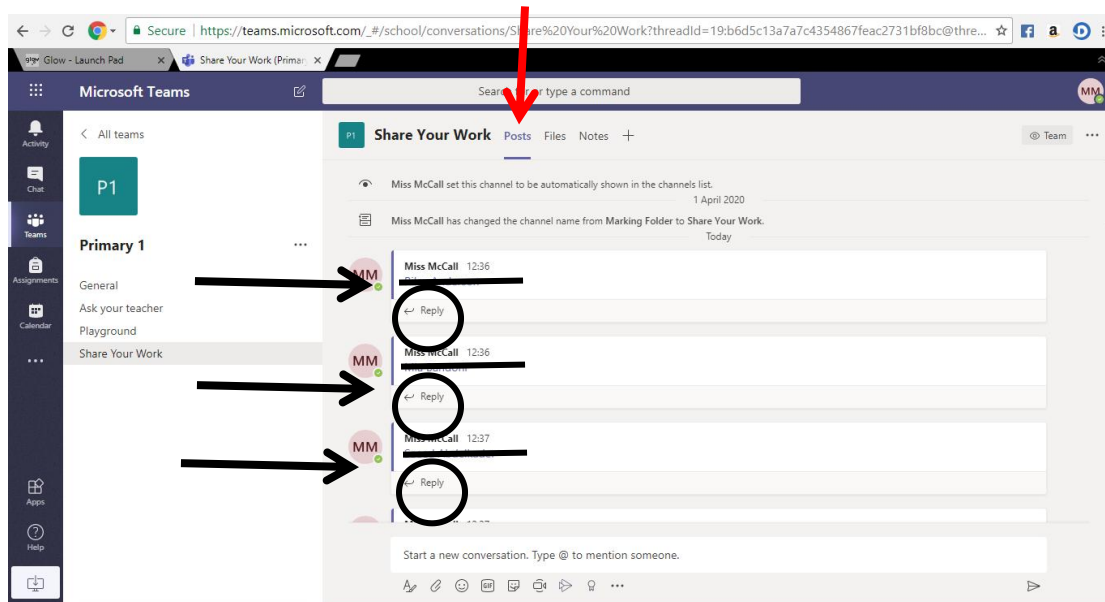 Secure | https://teams.microsoft.com/_#/school/conversations/Share%20Your%20Work?threadId=19:b6d5c13a7a7c4354867feac2731bf8bc@thre...
Glow - Launch Pad
Share Your Work (Primar
Microsoft Teams
Search for or type a command
MM
Activity
Chat
Teams
Assignments
Calendar
Apps
Help
< All teams
P1
Primary 1
General
Ask your teacher
Playground
Share Your Work
P1 Share Your Work Posts Files Notes +
Team
Miss McCall set this channel to be automatically shown in the channels list.
1 April 2020
Miss McCall has changed the channel name from Marking Folder to Share Your Work.
Today
MM
Miss McCall 12:36
Reply
MM
Miss McCall 12:36
Reply
MM
Miss McCall 12:37
Reply
Start a new conversation. Type @ to mention someone.
GIF